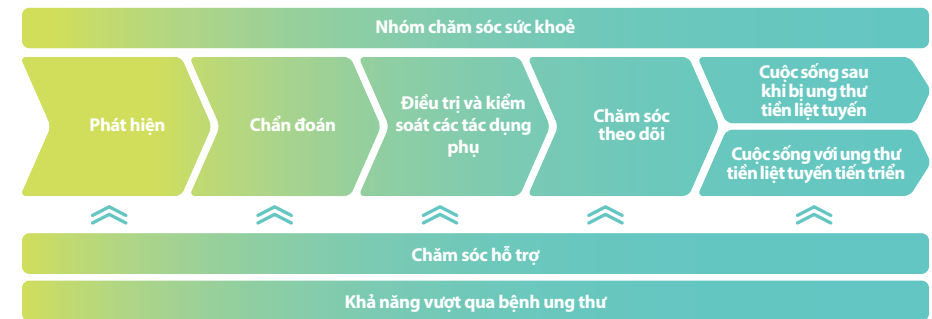 Nhóm chăm sóc sức khoẻ
Phát hiện
Chẩn đoán
Điều trị và kiểm
soát các tác dụng
phụ
Chăm sóc
theo dõi
Cuộc sống sau
khi bị ung thư
tiền liệt tuyến
Cuộc sống với ung thư
tiền liệt tuyến tiến triển
Chăm sóc hỗ trợ
Khả năng vượt qua bệnh ung thư